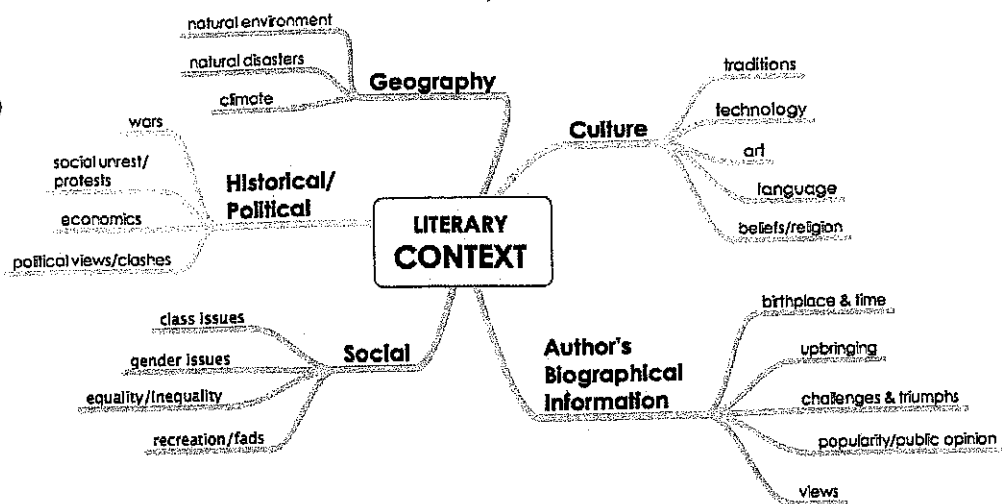 natural environment
natural disasters
climate
Geography
wars
social unrest/
protests
economics
political views/clashes
Historical/
Political
LITERARY
CONTEXT
Culture
traditions
technology
art
language
beliefs/religion
class issues
gender issues
equality/inequality
recreation/fads
Social
Author's
Biographical
Information
birthplace & time
upbringing
challenges & triumphs
popularity/public opinion
views